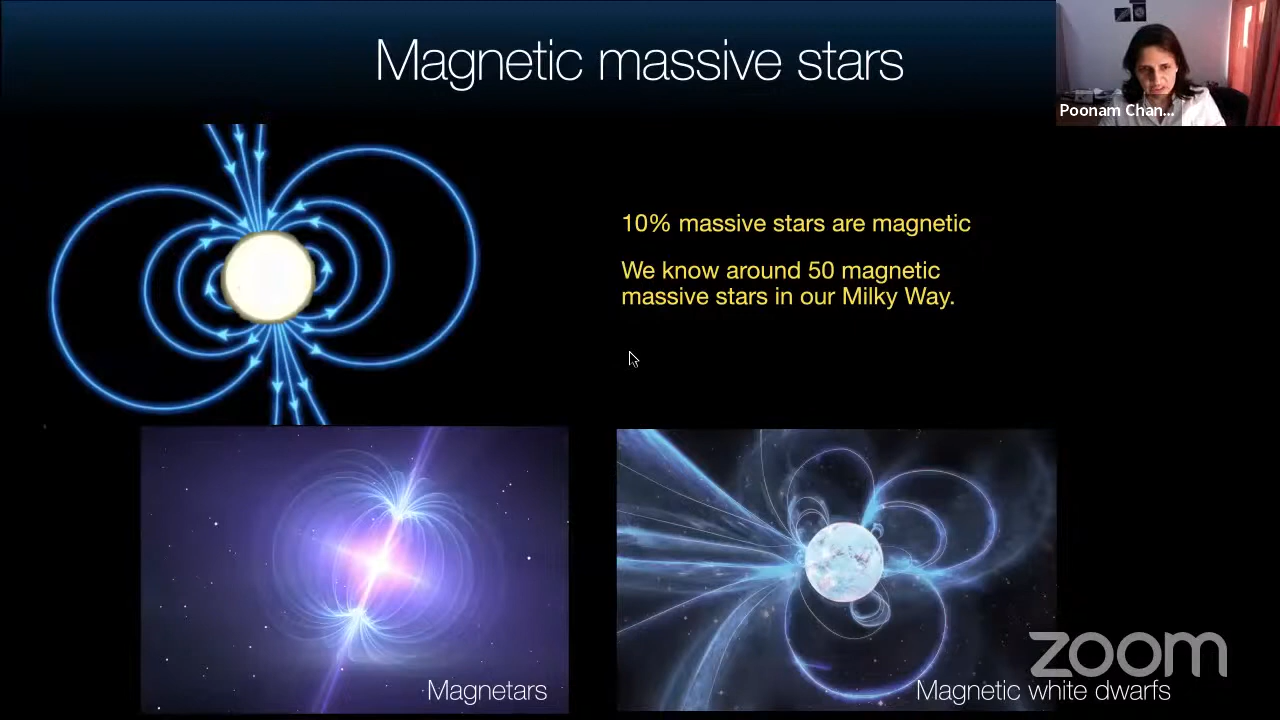 Magnetic massive stars
Poonam Chan...
10% massive stars are magnetic
We know around 50 magnetic
massive stars in our Milky Way.
zoom
Magnetars
Magnetic white dwarfs